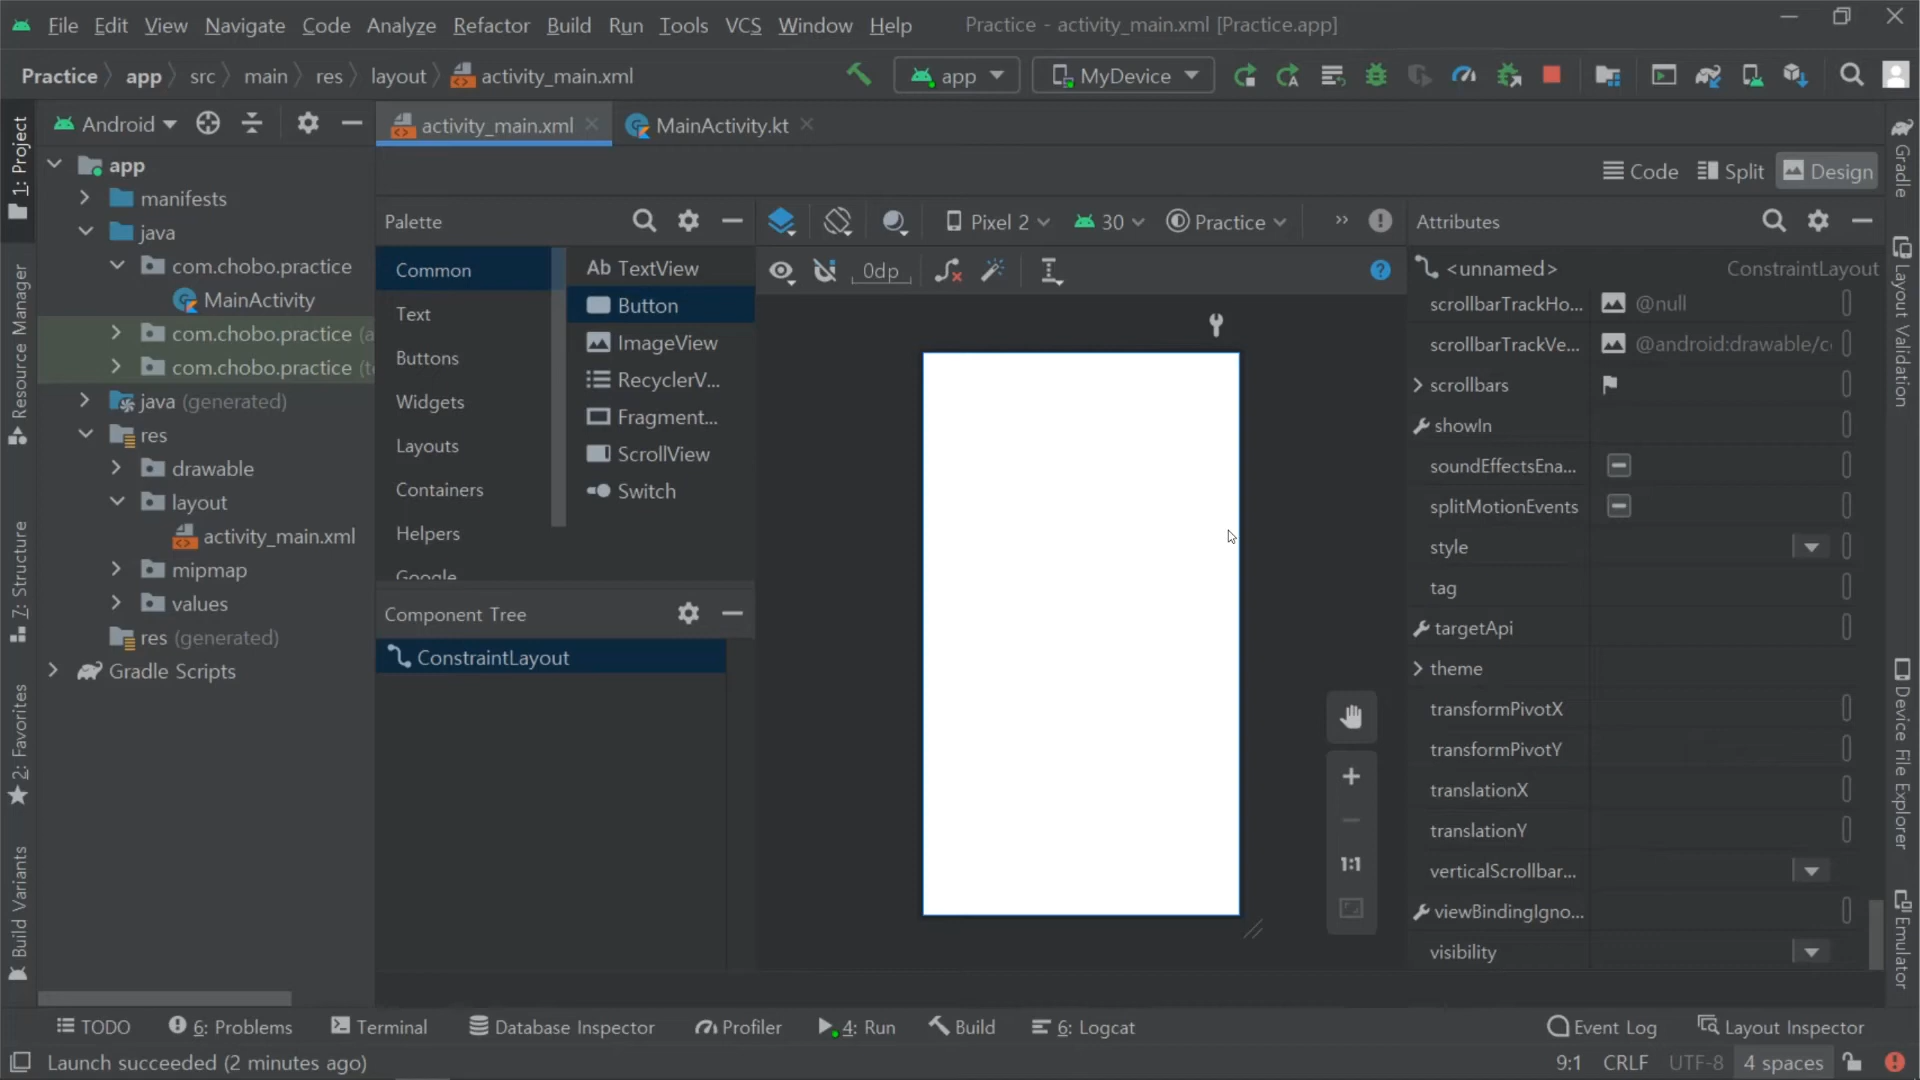 File Edit View Navigate Code Analyze Refactor Build Run Tools VCS Window Help Practice - activity_main.xml [Practice.app]
Practice app src main res layout activity_main.xml app MyDevice
1: Project
Resource Manager
7: Structure
2: Favorites
Build Variants
Android
app
manifests
java
com.chobo.practice
MainActivity
com.chobo.practice (a
com.chobo.practice (t
java (generated)
res
drawable
layout
activity_main.xml
mipmap
values
res (generated)
Gradle Scripts
activity_main.xml MainActivity.kt
Code Split Design
Palette
Common
Text
Buttons
Widgets
Layouts
Containers
Helpers
Google
Ab TextView
Button
ImageView
RecyclerV...
Fragment...
ScrollView
Switch
Component Tree
ConstraintLayout
Pixel 2 30 Practice
0dp
1:1
Attributes
<unnamed> ConstraintLayout
scrollbarTrackHo... @null
scrollbarTrackVe... @android:drawable/c
scrollbars
showIn
soundEffectsEna...
splitMotionEvents
style
tag
targetApi
theme
transformPivotX
transformPivotY
translationX
translationY
verticalScrollbar...
viewBindingIgno...
visibility
Gradle
Layout Validation
Device File Explorer
Emulator
TODO 6: Problems Terminal Database Inspector Profiler 4: Run Build 6: Logcat Event Log Layout Inspector
Launch succeeded (2 minutes ago) 9:1 CRLF UTF-8 4 spaces